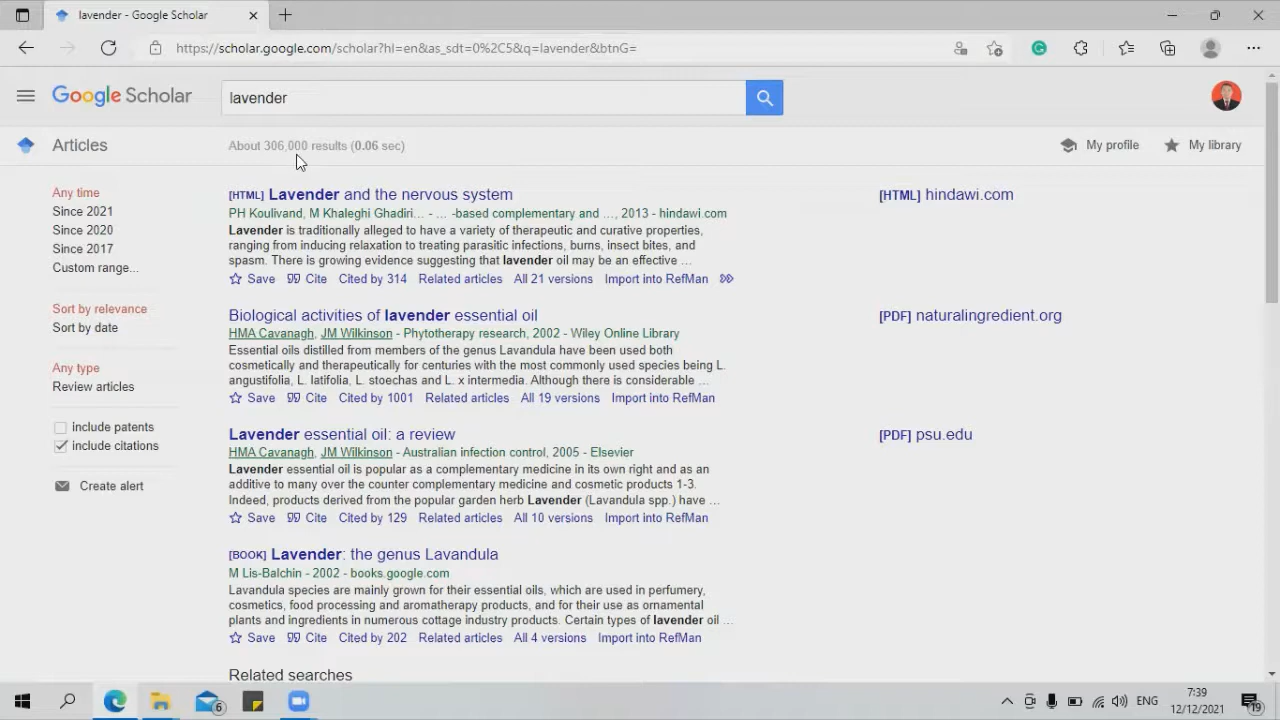 lavender - Google Scholar
https://scholar.google.com/scholar?hl=en&as_sdt=0%2C5&q=lavender&btnG=
Google Scholar
lavender
Articles
About 306,000 results (0.06 sec)
My profile
My library
Any time
Since 2021
Since 2020
Since 2017
Custom range...
Sort by relevance
Sort by date
Any type
Review articles
include patents
include citations
Create alert
[HTML] Lavender and the nervous system
PH Koulivand, M Khaleghi Ghadiri... - ... -based complementary and ..., 2013 - hindawi.com
Lavender is traditionally alleged to have a variety of therapeutic and curative properties,
ranging from inducing relaxation to treating parasitic infections, burns, insect bites, and
spasm. There is growing evidence suggesting that lavender oil may be an effective ...
Save Cite Cited by 314 Related articles All 21 versions Import into RefMan
[HTML] hindawi.com
Biological activities of lavender essential oil
HMA Cavanagh, JM Wilkinson - Phytotherapy research, 2002 - Wiley Online Library
Essential oils distilled from members of the genus Lavandula have been used both
cosmetically and therapeutically for centuries with the most commonly used species being L.
angustifolia, L. latifolia, L. stoechas and L. x intermedia. Although there is considerable ...
Save Cite Cited by 1001 Related articles All 19 versions Import into RefMan
[PDF] naturalingredient.org
Lavender essential oil: a review
HMA Cavanagh, JM Wilkinson - Australian infection control, 2005 - Elsevier
Lavender essential oil is popular as a complementary medicine in its own right and as an
additive to many over the counter complementary medicine and cosmetic products 1-3.
Indeed, products derived from the popular garden herb Lavender (Lavandula spp.) have ...
Save Cite Cited by 129 Related articles All 10 versions Import into RefMan
[PDF] psu.edu
[BOOK] Lavender: the genus Lavandula
M Lis-Balchin - 2002 - books.google.com
Lavandula species are mainly grown for their essential oils, which are used in perfumery,
cosmetics, food processing and aromatherapy products, and for their use as ornamental
plants and ingredients in numerous cottage industry products. Certain types of lavender oil ...
Save Cite Cited by 202 Related articles All 4 versions Import into RefMan
Related searches
6
ENG
7:39
12/12/2021
19